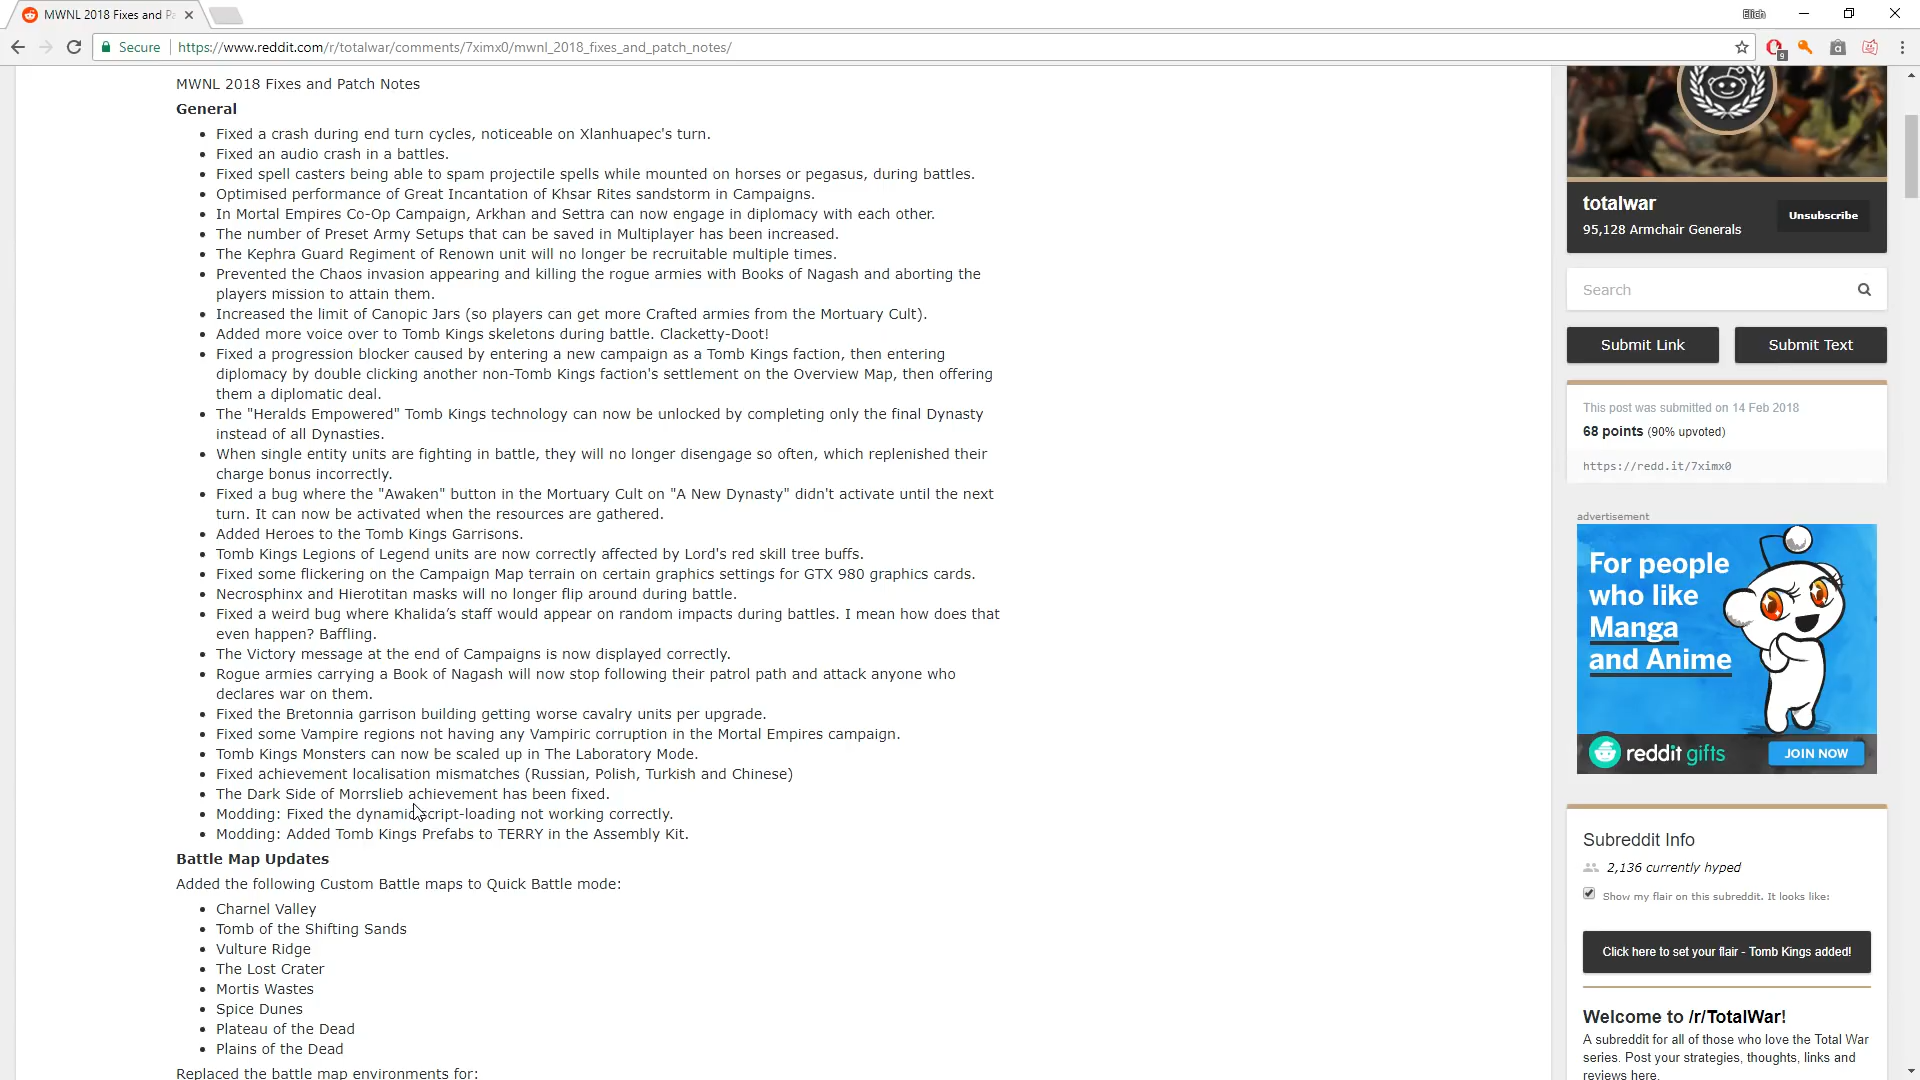 MWNL 2018 Fixes and Pa
Elich
Secure
https://www.reddit.com/r/totalwar/comments/7ximx0/mwnl_2018_fixes_and_patch_notes/
9
MWNL 2018 Fixes and Patch Notes
General
Fixed a crash during end turn cycles, noticeable on Xlanhuapec's turn.
Fixed an audio crash in a battles.
Fixed spell casters being able to spam projectile spells while mounted on horses or pegasus, during battles.
Optimised performance of Great Incantation of Khsar Rites sandstorm in Campaigns.
In Mortal Empires Co-Op Campaign, Arkhan and Settra can now engage in diplomacy with each other.
The number of Preset Army Setups that can be saved in Multiplayer has been increased.
The Kephra Guard Regiment of Renown unit will no longer be recruitable multiple times.
Prevented the Chaos invasion appearing and killing the rogue armies with Books of Nagash and aborting the
players mission to attain them.
Increased the limit of Canopic Jars (so players can get more Crafted armies from the Mortuary Cult).
Added more voice over to Tomb Kings skeletons during battle. Clacketty-Doot!
Fixed a progression blocker caused by entering a new campaign as a Tomb Kings faction, then entering
diplomacy by double clicking another non-Tomb Kings faction's settlement on the Overview Map, then offering
them a diplomatic deal.
The "Heralds Empowered" Tomb Kings technology can now be unlocked by completing only the final Dynasty
instead of all Dynasties.
When single entity units are fighting in battle, they will no longer disengage so often, which replenished their
charge bonus incorrectly.
Fixed a bug where the "Awaken" button in the Mortuary Cult on "A New Dynasty" didn't activate until the next
turn. It can now be activated when the resources are gathered.
Added Heroes to the Tomb Kings Garrisons.
Tomb Kings Legions of Legend units are now correctly affected by Lord's red skill tree buffs.
Fixed some flickering on the Campaign Map terrain on certain graphics settings for GTX 980 graphics cards.
Necrosphinx and Hierotitan masks will no longer flip around during battle.
Fixed a weird bug where Khalida’s staff would appear on random impacts during battles. I mean how does that
even happen? Baffling.
The Victory message at the end of Campaigns is now displayed correctly.
Rogue armies carrying a Book of Nagash will now stop following their patrol path and attack anyone who
declares war on them.
Fixed the Bretonnia garrison building getting worse cavalry units per upgrade.
Fixed some Vampire regions not having any Vampiric corruption in the Mortal Empires campaign.
Tomb Kings Monsters can now be scaled up in The Laboratory Mode.
Fixed achievement localisation mismatches (Russian, Polish, Turkish and Chinese)
The Dark Side of Morrslieb achievement has been fixed.
Modding: Fixed the dynamic script-loading not working correctly.
Modding: Added Tomb Kings Prefabs to TERRY in the Assembly Kit.
Battle Map Updates
Added the following Custom Battle maps to Quick Battle mode:
Charnel Valley
Tomb of the Shifting Sands
Vulture Ridge
The Lost Crater
Mortis Wastes
Spice Dunes
Plateau of the Dead
Plains of the Dead
Replaced the battle map environments for:
totalwar
95,128 Armchair Generals
Unsubscribe
Search
Submit Link
Submit Text
This post was submitted on 14 Feb 2018
68 points (90% upvoted)
https://redd.it/7ximx0
advertisement
For people
who like
Manga
and Anime
reddit gifts
JOIN NOW
Subreddit Info
2,136 currently hyped
Show my flair on this subreddit. It looks like:
Click here to set your flair - Tomb Kings added!
Welcome to /r/TotalWar!
A subreddit for all of those who love the Total War
series. Post your strategies, thoughts, links and
reviews here.